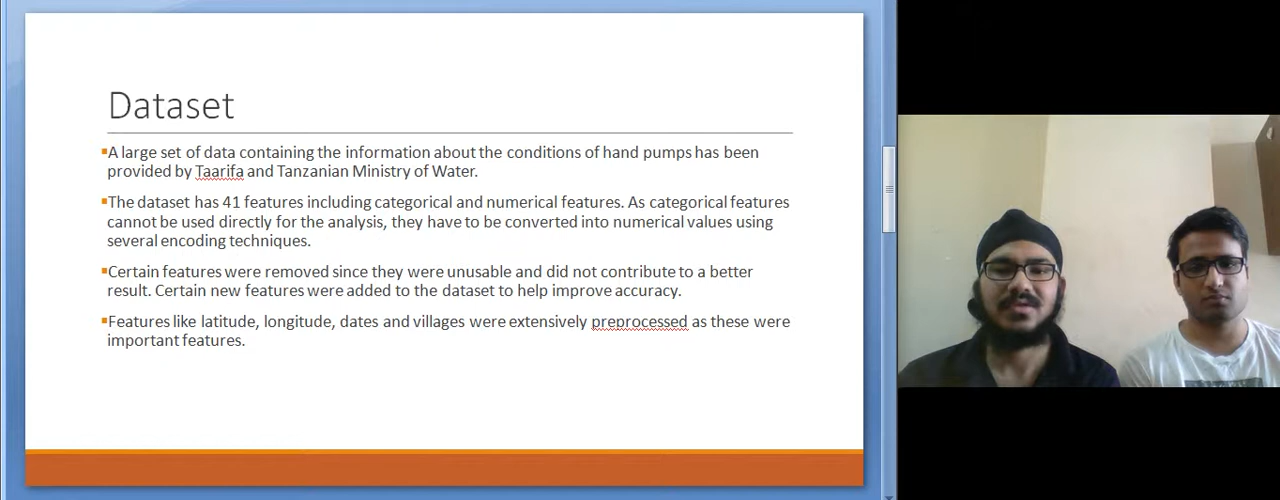 Dataset
A large set of data containing the information about the conditions of hand pumps has been
provided by Taarifa and Tanzanian Ministry of Water.
The dataset has 41 features including categorical and numerical features. As categorical features
cannot be used directly for the analysis, they have to be converted into numerical values using
several encoding techniques.
Certain features were removed since they were unusable and did not contribute to a better
result. Certain new features were added to the dataset to help improve accuracy.
Features like latitude, longitude, dates and villages were extensively preprocessed as these were
important features.